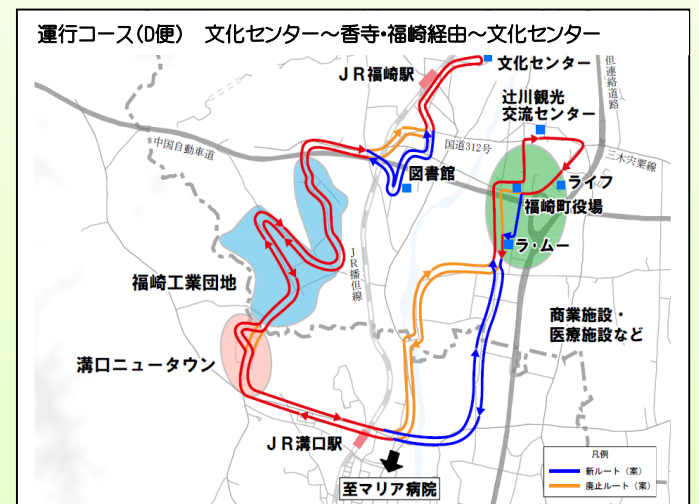 運行コース(D便)　文化センター～香寺・福崎経由～文化センター
JR福崎駅
文化センター
但連絡道路
辻川観光
交流センター
中国自動車道
国道312号
三木宍粟線
図書館
ライフ
福崎町役場
ラ・ムー
JR播但線
福崎工業団地
商業施設・
医療施設など
溝口ニュータウン
JR溝口駅
至マリア病院
凡例
新ルート（案）
廃止ルート（案）